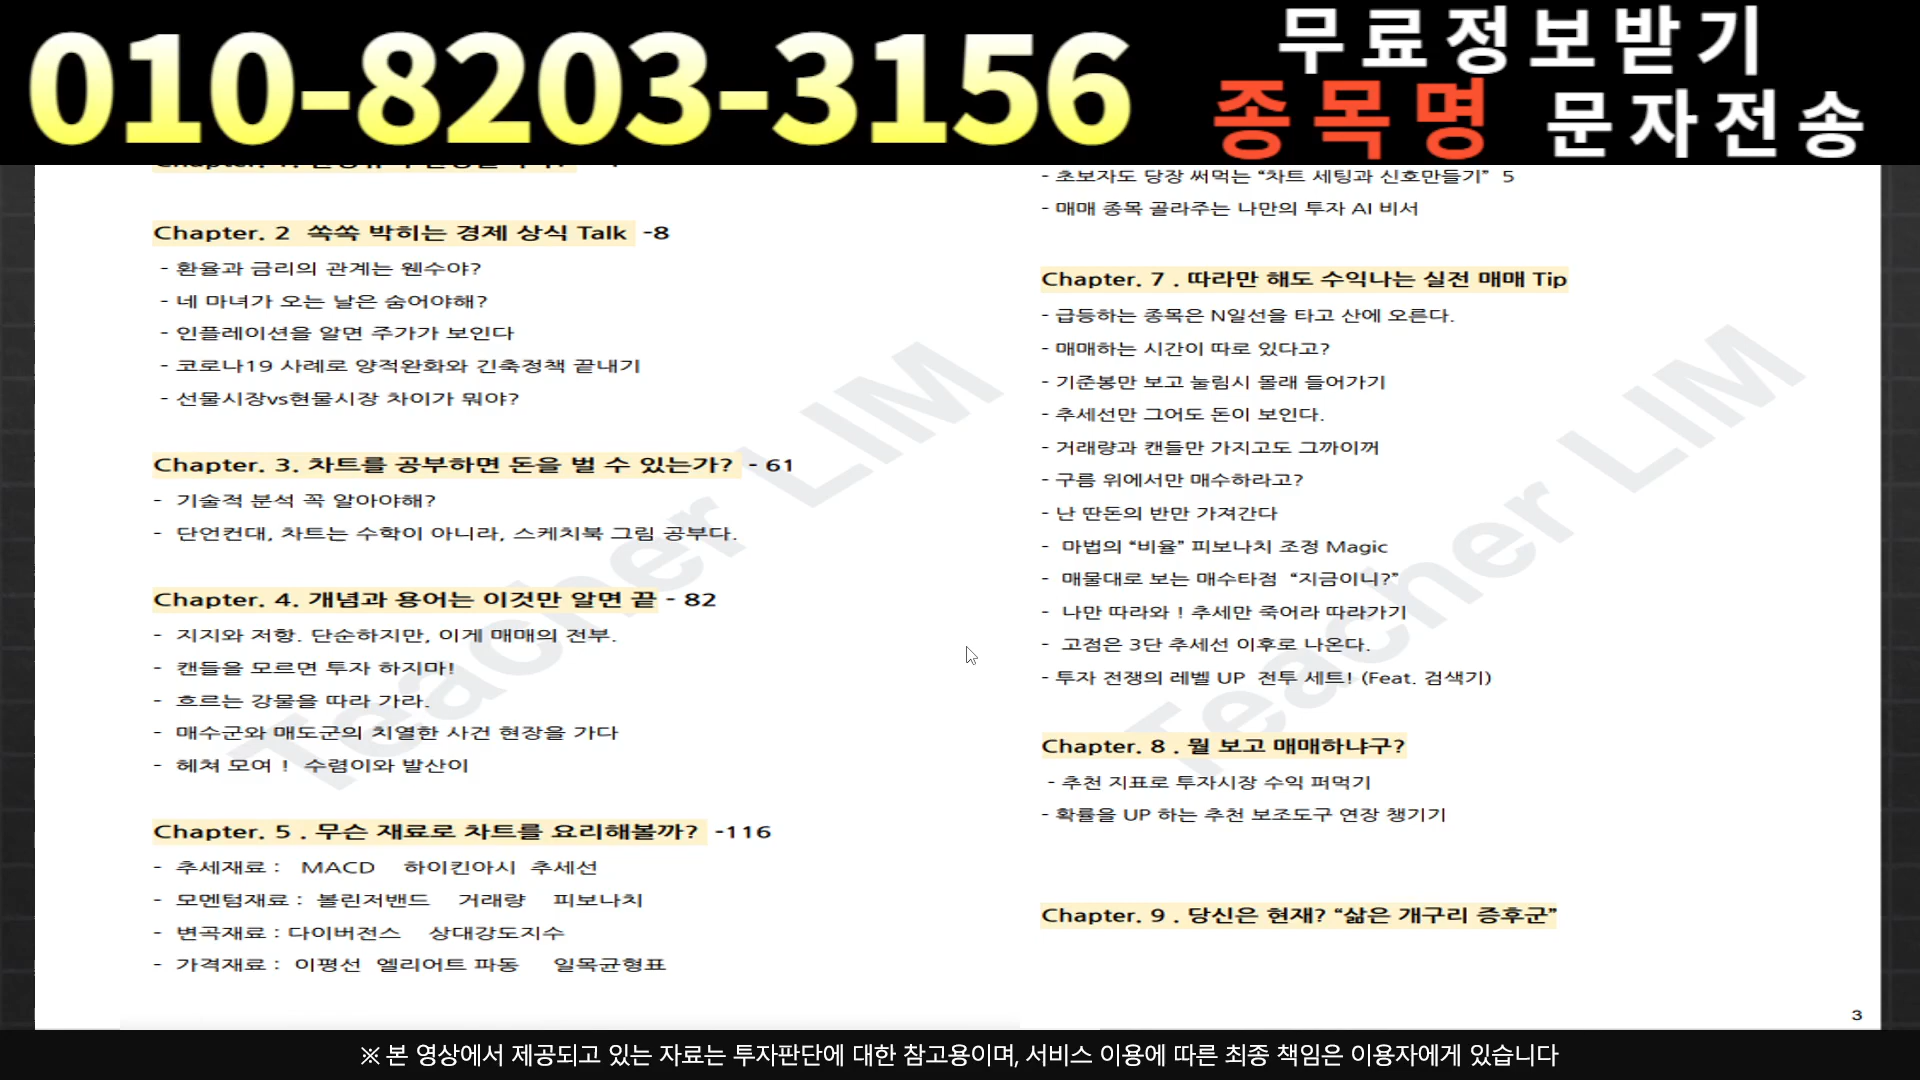 010-8203-3156
무료정보받기
종목명 문자전송
Chapter. 2 쏙쏙 박히는 경제 상식 Talk -8
- 환율과 금리의 관계는 웬수야?
- 네 마녀가 오는 날은 숨어야해?
- 인플레이션을 알면 주가가 보인다
- 코로나19 사례로 양적완화와 긴축정책 끝내기
- 선물시장vs현물시장 차이가 뭐야?
Chapter. 3. 차트를 공부하면 돈을 벌 수 있는가? - 61
- 기술적 분석 꼭 알아야해?
- 단언컨대, 차트는 수학이 아니라, 스케치북 그림 공부다.
Chapter. 4. 개념과 용어는 이것만 알면 끝 - 82
- 지지와 저항. 단순하지만, 이게 매매의 전부.
- 캔들을 모르면 투자 하지마!
- 흐르는 강물을 따라 가라.
- 매수군와 매도군의 치열한 사건 현장을 가다
- 헤쳐 모여 ! 수렴이와 발산이
Chapter. 5 . 무슨 재료로 차트를 요리해볼까? -116
- 추세재료 : MACD 하이킨아시 추세선
- 모멘텀재료 : 볼린저밴드 거래량 피보나치
- 변곡재료 : 다이버전스 상대강도지수
- 가격재료 : 이평선 엘리어트 파동 일목균형표
- 초보자도 당장 써먹는 “차트 세팅과 신호만들기” 5
- 매매 종목 골라주는 나만의 투자 AI 비서
Chapter. 7 . 따라만 해도 수익나는 실전 매매 Tip
- 급등하는 종목은 N일선을 타고 산에 오른다.
- 매매하는 시간이 따로 있다고?
- 기준봉만 보고 눌림시 몰래 들어가기
- 추세선만 그어도 돈이 보인다.
- 거래량과 캔들만 가지고도 그까이꺼
- 구름 위에서만 매수하라고?
- 난 딴돈의 반만 가져간다
- 마법의 “비율” 피보나치 조정 Magic
- 매물대로 보는 매수타점 “지금이니?”
- 나만 따라와 ! 추세만 죽어라 따라가기
- 고점은 3단 추세선 이후로 나온다.
- 투자 전쟁의 레벨 UP 전투 세트! (Feat. 검색기)
Chapter. 8 . 뭘 보고 매매하냐구?
- 추천 지표로 투자시장 수익 퍼먹기
- 확률을 UP 하는 추천 보조도구 연장 챙기기
Chapter. 9 . 당신은 현재? “삶은 개구리 증후군”
Teacher LIM
Teacher LIM
3
※ 본 영상에서 제공되고 있는 자료는 투자판단에 대한 참고용이며, 서비스 이용에 따른 최종 책임은 이용자에게 있습니다